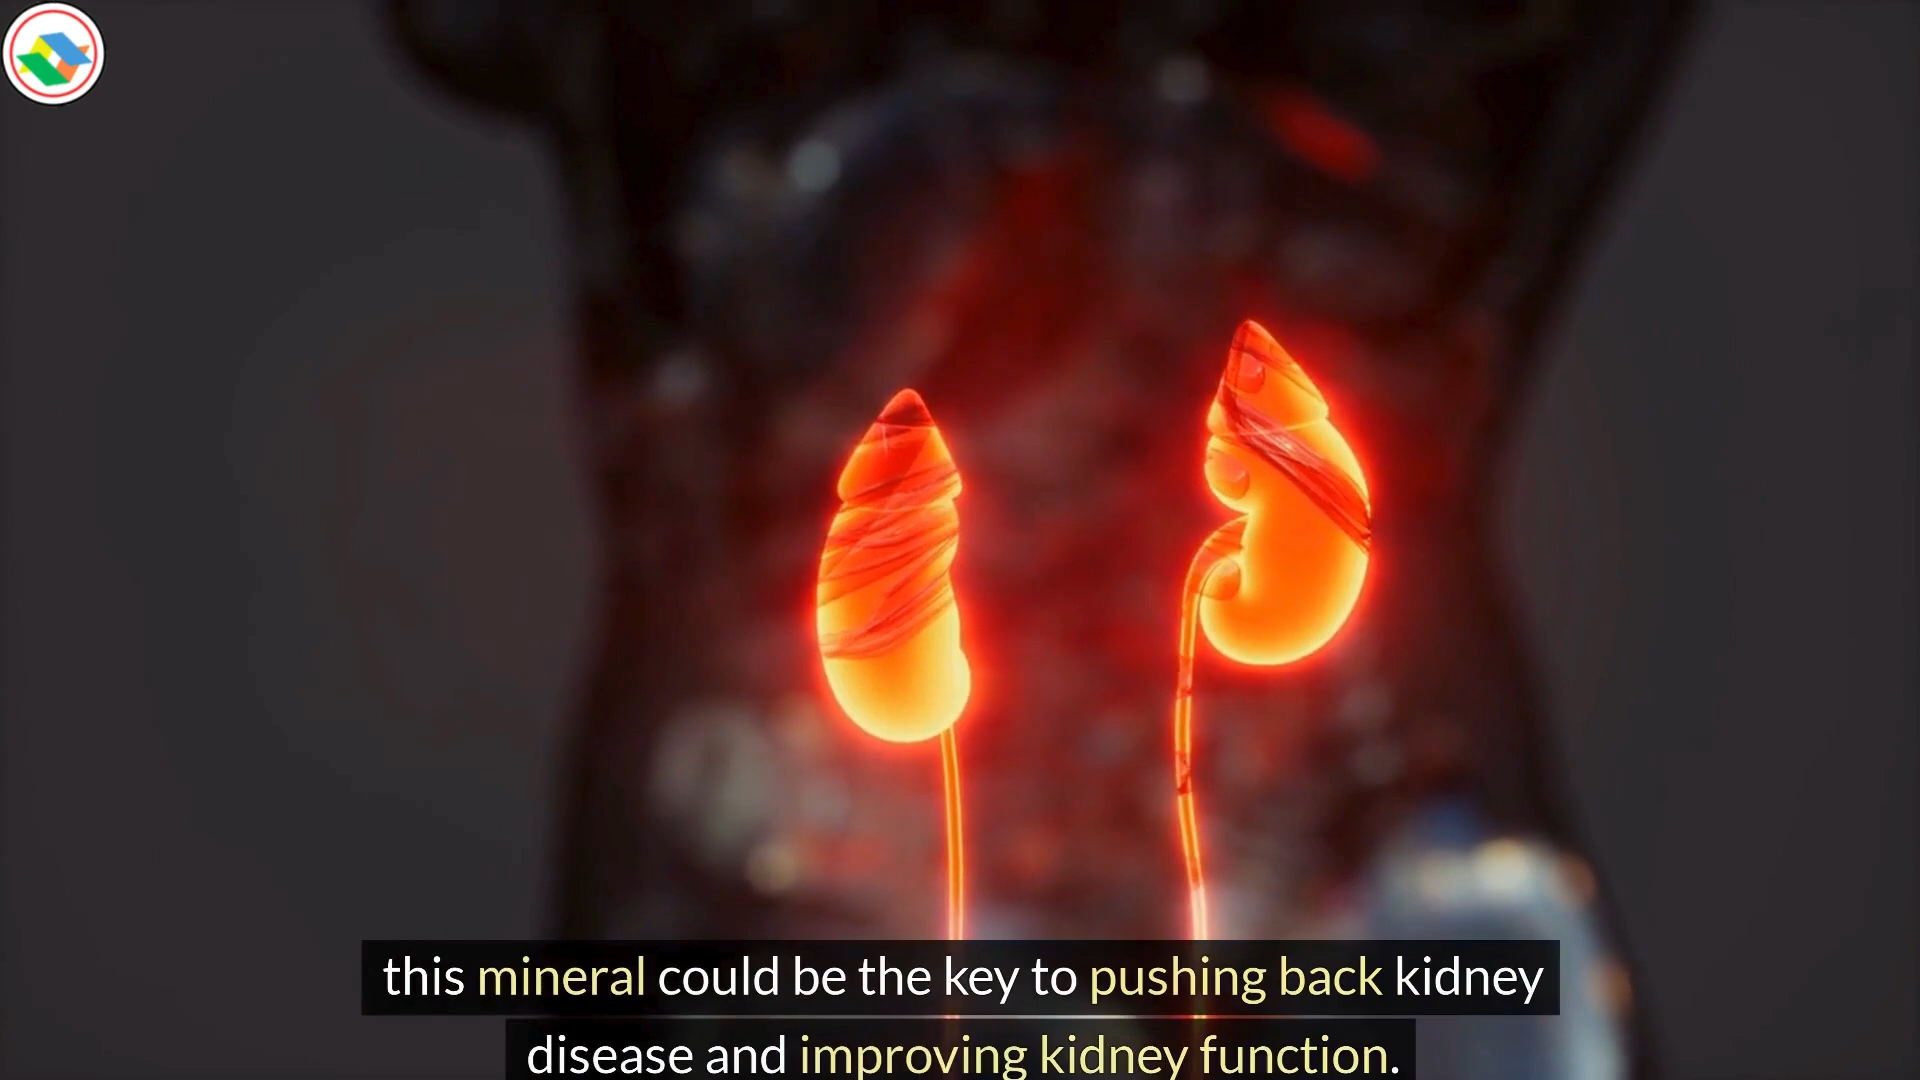 this mineral could be the key to pushing back kidney
disease and improving kidney function.